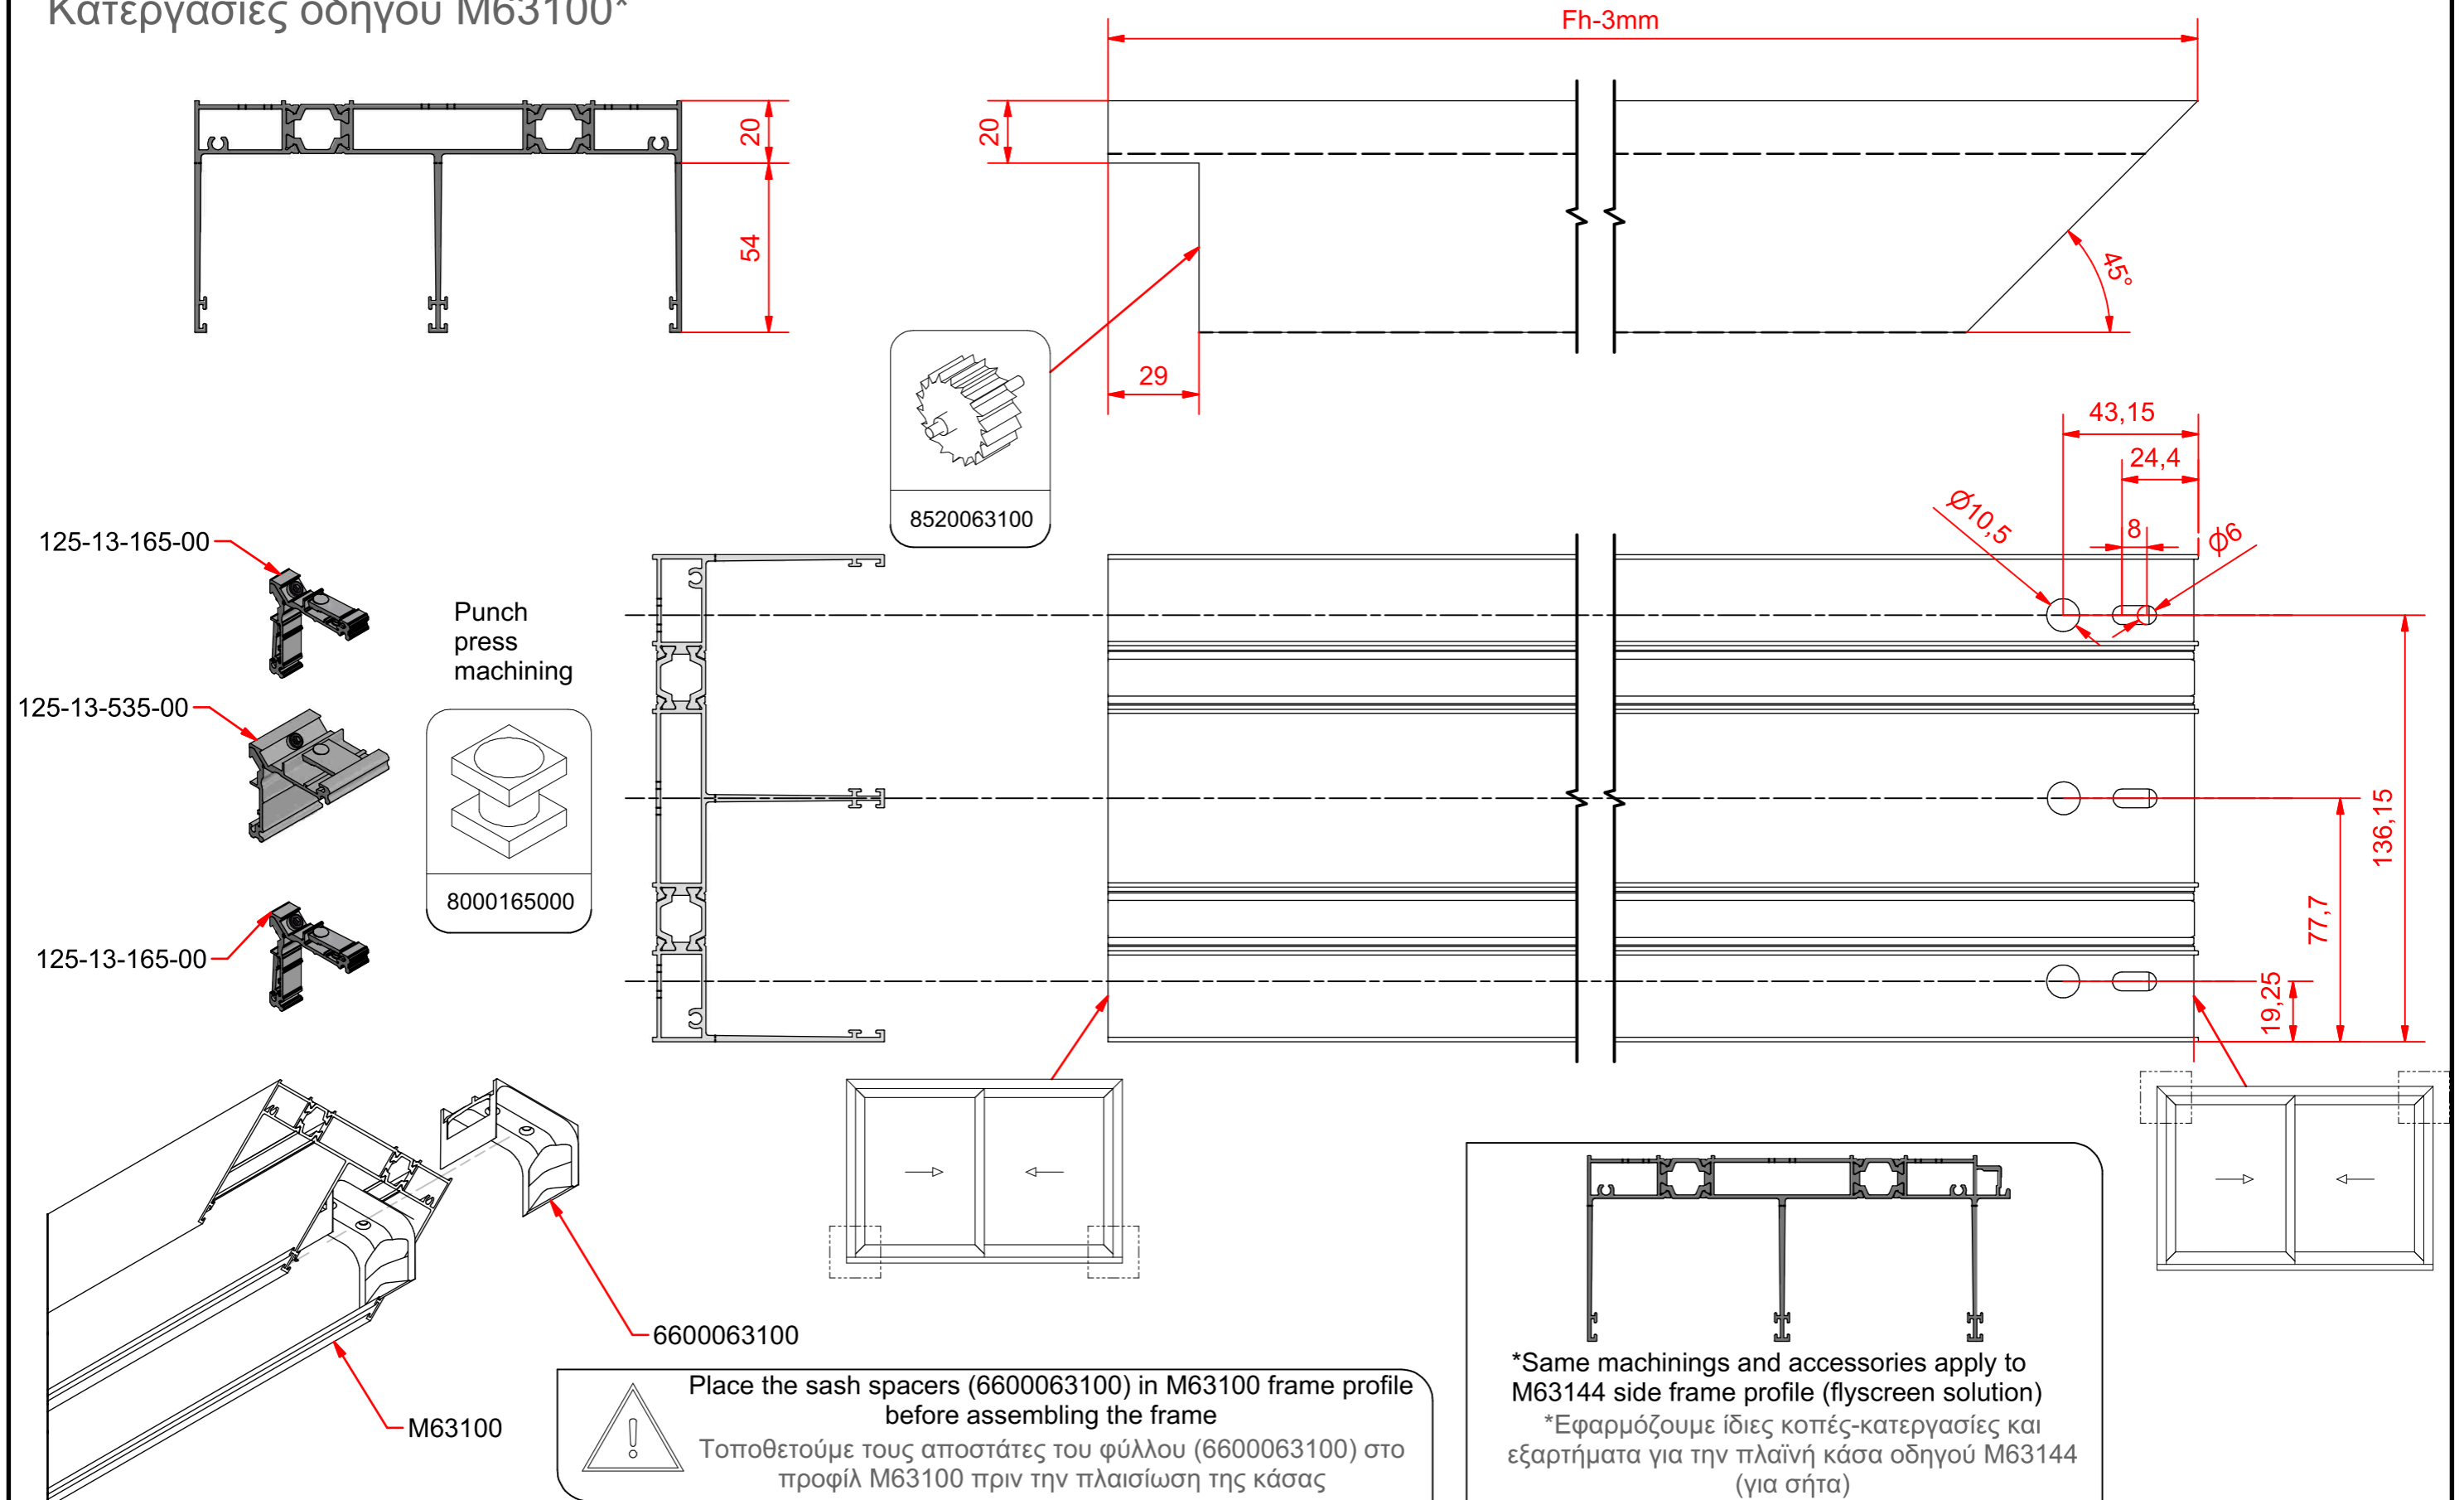 Κατεργασίες οδηγού M63100*
Fh-3mm
20
54
20
29
45°
8520063100
43,15
24,4
8
Ø10,5
Ø6
125-13-165-00
Punch
press
machining
125-13-535-00
8000165000
125-13-165-00
136,15
77,7
19,25
6600063100
M63100
Place the sash spacers (6600063100) in M63100 frame profile
before assembling the frame
Τοποθετούμε τους αποστάτες του φύλλου (6600063100) στο
προφίλ M63100 πριν την πλαισίωση της κάσας
*Same machinings and accessories apply to
M63144 side frame profile (flyscreen solution)
*Εφαρμόζουμε ίδιες κοπές-κατεργασίες και
εξαρτήματα για την πλαϊνή κάσα οδηγού M63144
(για σήτα)